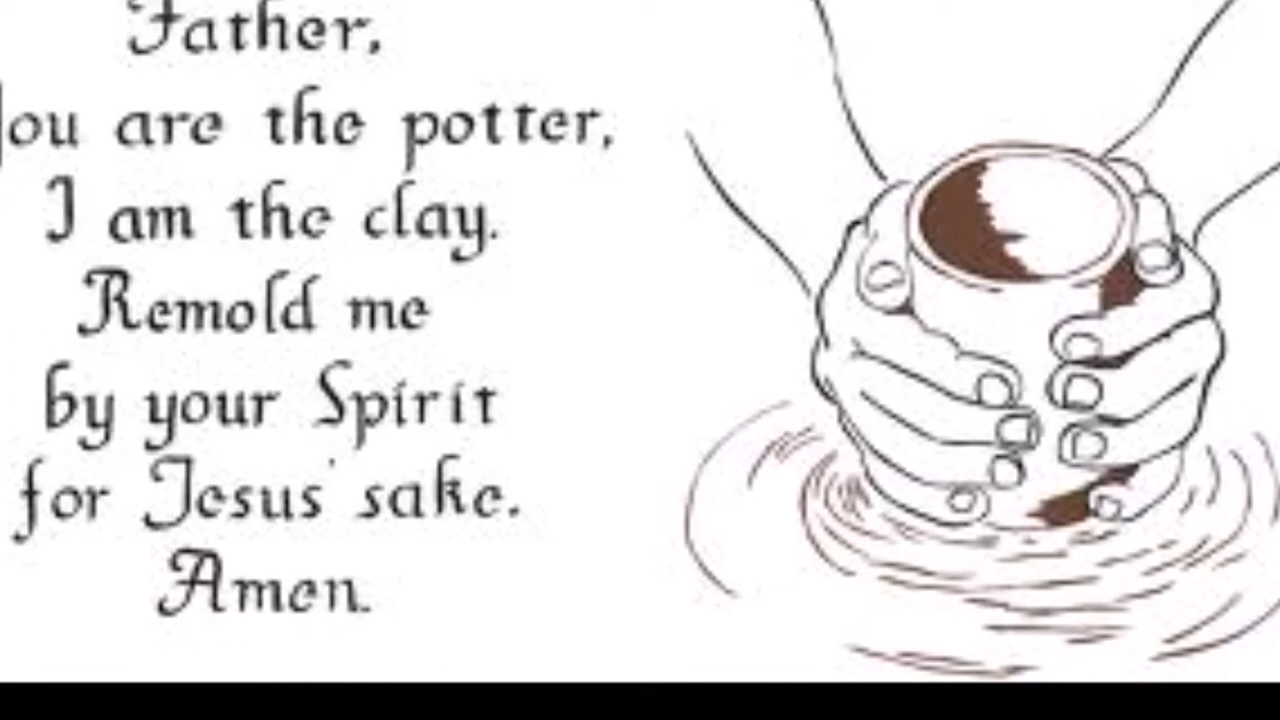 Father,
You are the potter,
I am the clay.
Remold me
by your Spirit
for Jesus' sake.
Amen.